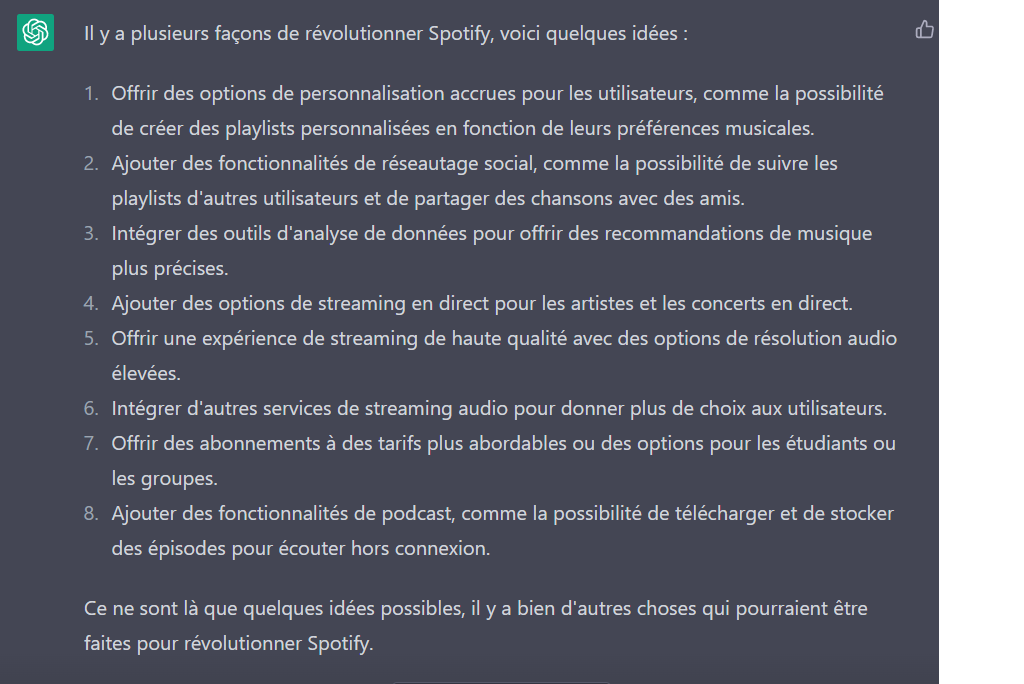 Il y a plusieurs façons de révolutionner Spotify, voici quelques idées :
1. Offrir des options de personnalisation accrues pour les utilisateurs, comme la possibilité
de créer des playlists personnalisées en fonction de leurs préférences musicales.
2. Ajouter des fonctionnalités de réseautage social, comme la possibilité de suivre les
playlists d'autres utilisateurs et de partager des chansons avec des amis.
3. Intégrer des outils d'analyse de données pour offrir des recommandations de musique
plus précises.
4. Ajouter des options de streaming en direct pour les artistes et les concerts en direct.
5. Offrir une expérience de streaming de haute qualité avec des options de résolution audio
élevées.
6. Intégrer d'autres services de streaming audio pour donner plus de choix aux utilisateurs.
7. Offrir des abonnements à des tarifs plus abordables ou des options pour les étudiants ou
les groupes.
8. Ajouter des fonctionnalités de podcast, comme la possibilité de télécharger et de stocker
des épisodes pour écouter hors connexion.
Ce ne sont là que quelques idées possibles, il y a bien d'autres choses qui pourraient être
faites pour révolutionner Spotify.